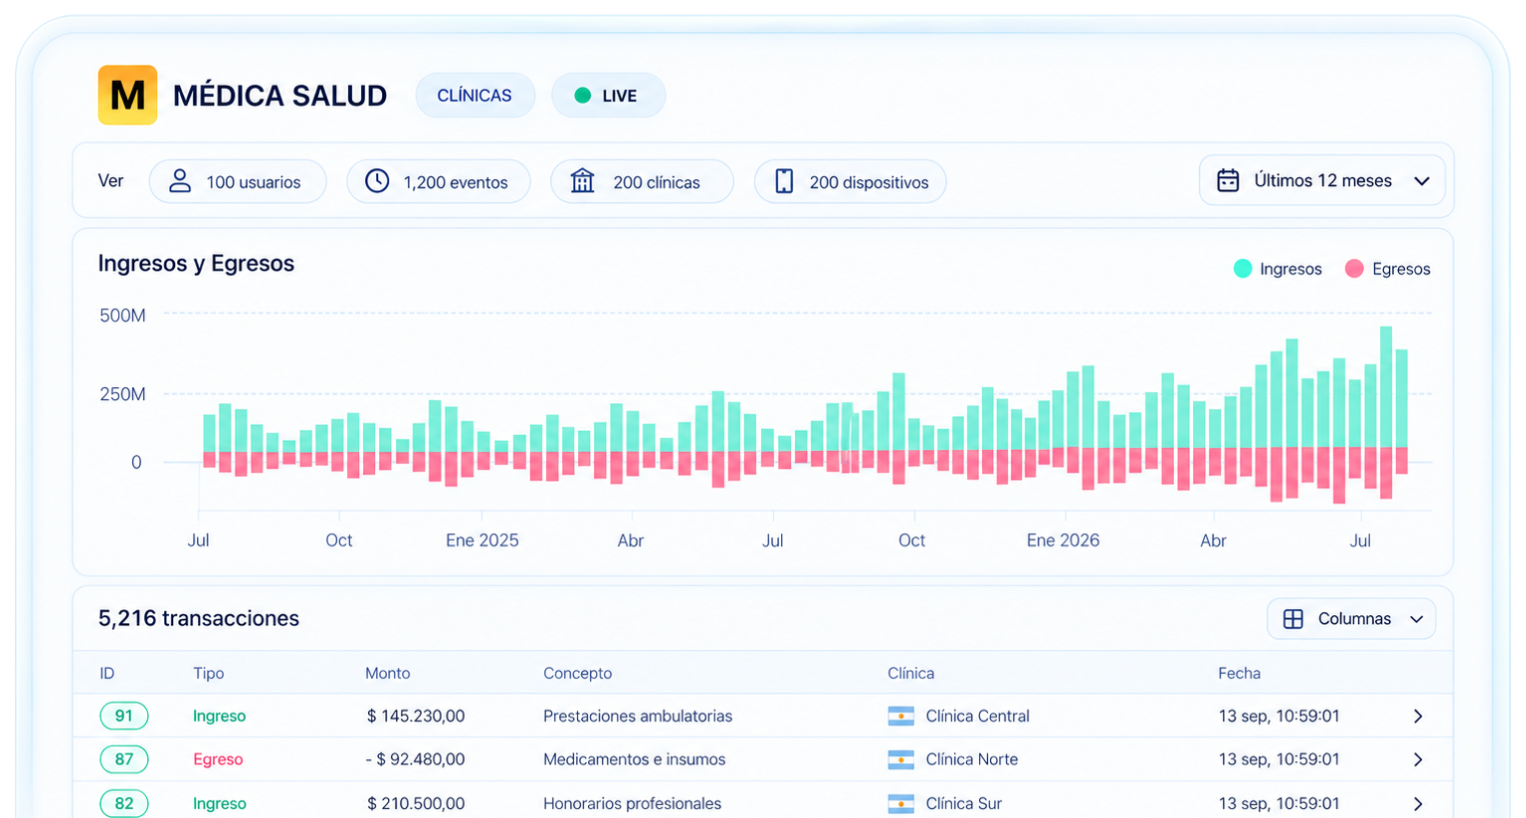 M MÉDICA SALUD CLÍNICAS LIVE
Ver 100 usuarios 1,200 eventos 200 clínicas 200 dispositivos Últimos 12 meses
Ingresos y Egresos
Ingresos Egresos
500M
250M
0
Jul Oct Ene 2025 Abr Jul Oct Ene 2026 Abr Jul
5,216 transacciones Columnas
ID Tipo Monto Concepto Clínica Fecha
91 Ingreso $ 145.230,00 Prestaciones ambulatorias Clínica Central 13 sep, 10:59:01
87 Egreso - $ 92.480,00 Medicamentos e insumos Clínica Norte 13 sep, 10:59:01
82 Ingreso $ 210.500,00 Honorarios profesionales Clínica Sur 13 sep, 10:59:01